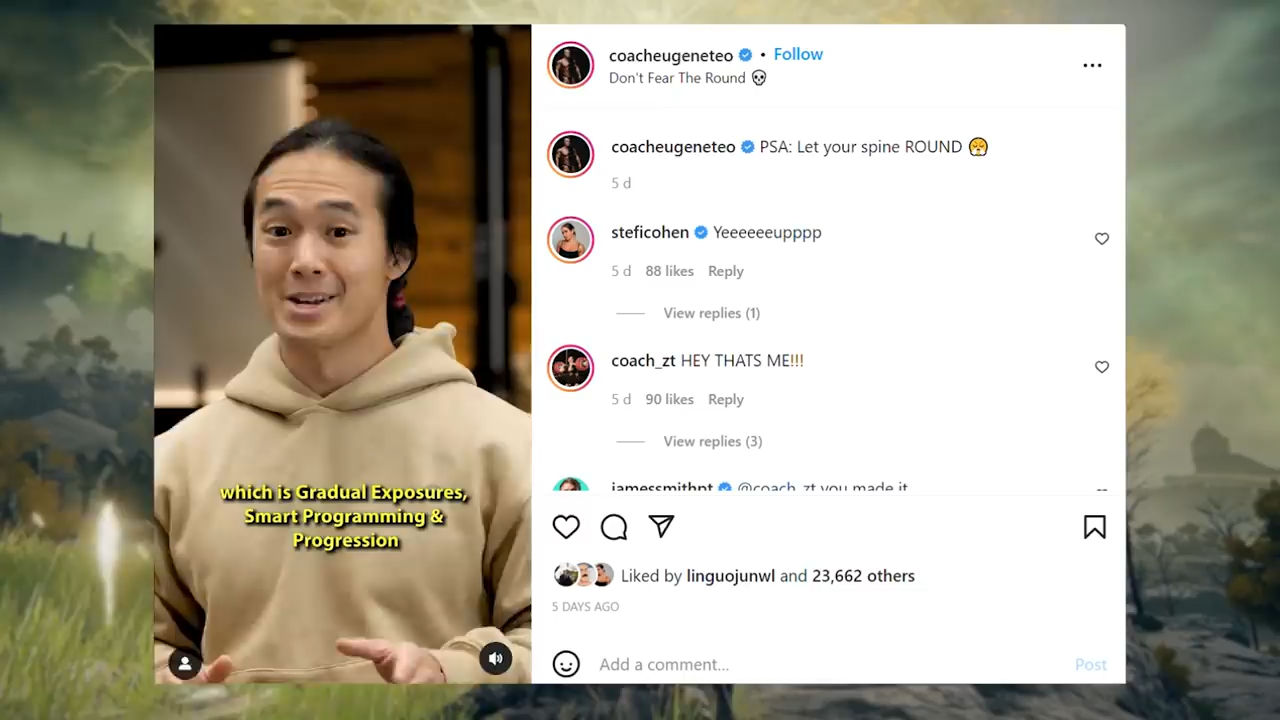 coacheugeneteo • Follow
Don't Fear The Round 💀
coacheugeneteo PSA: Let your spine ROUND 😤
5 d
steficohen Yeeeeeeupppp
5 d 88 likes Reply
View replies (1)
coach_zt HEY THATS ME!!!
5 d 90 likes Reply
View replies (3)
jamessmithpt @coach_zt you made it
which is Gradual Exposures,
Smart Programming &
Progression
Liked by linguojunwl and 23,662 others
5 DAYS AGO
Add a comment...
Post